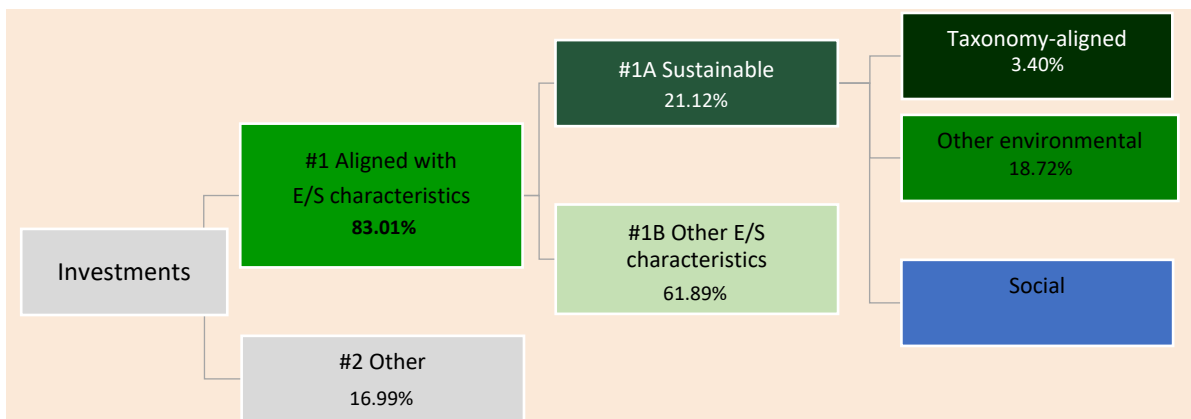 Investments
#1 Aligned with
E/S characteristics
83.01%
#2 Other
16.99%
#1A Sustainable
21.12%
#1B Other E/S
characteristics
61.89%
Taxonomy-aligned
3.40%
Other environmental
18.72%
Social